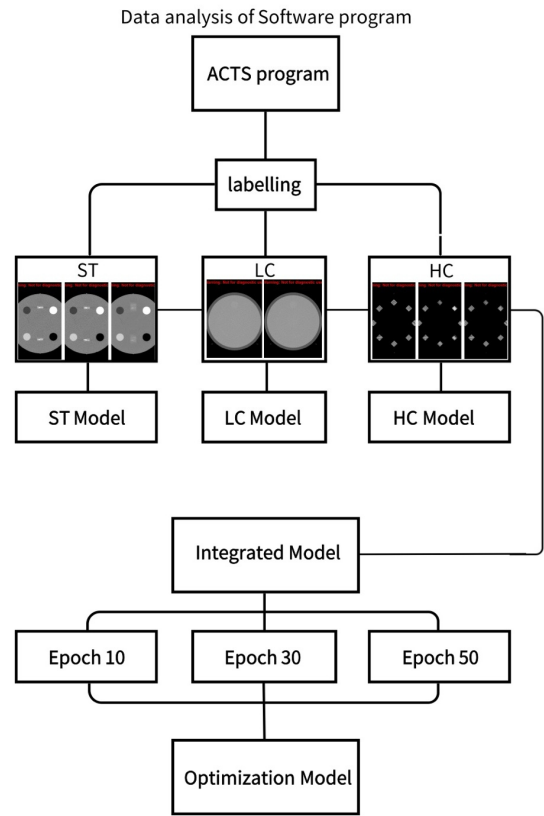 Data analysis of Software program
ACTS program
labelling
ST
LC
HC
ST Model
LC Model
HC Model
Integrated Model
Epoch 10
Epoch 30
Epoch 50
Optimization Model